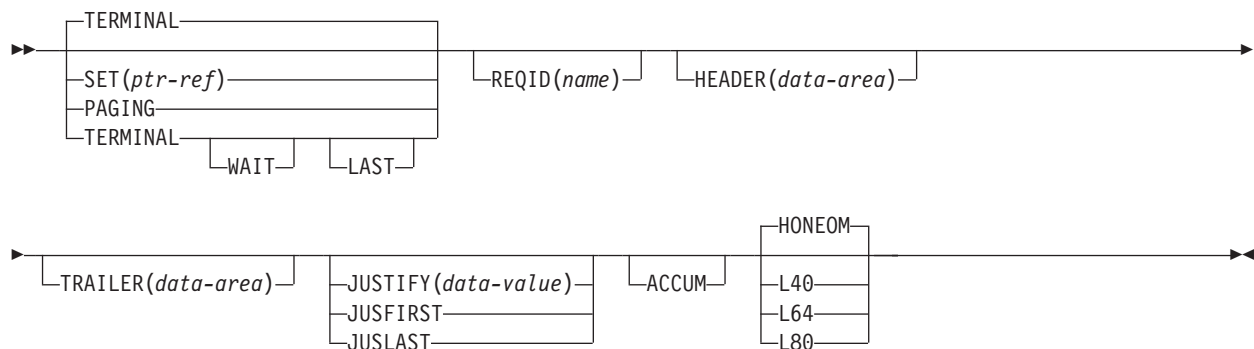 TERMINAL
SET(ptr-ref)
PAGING
TERMINAL
WAIT
LAST
REQID(name)
HEADER(data-area)
TRAILER(data-area)
JUSTIFY(data-value)
JUSFIRST
JUSLAST
ACCUM
HONEOM
L40
L64
L80